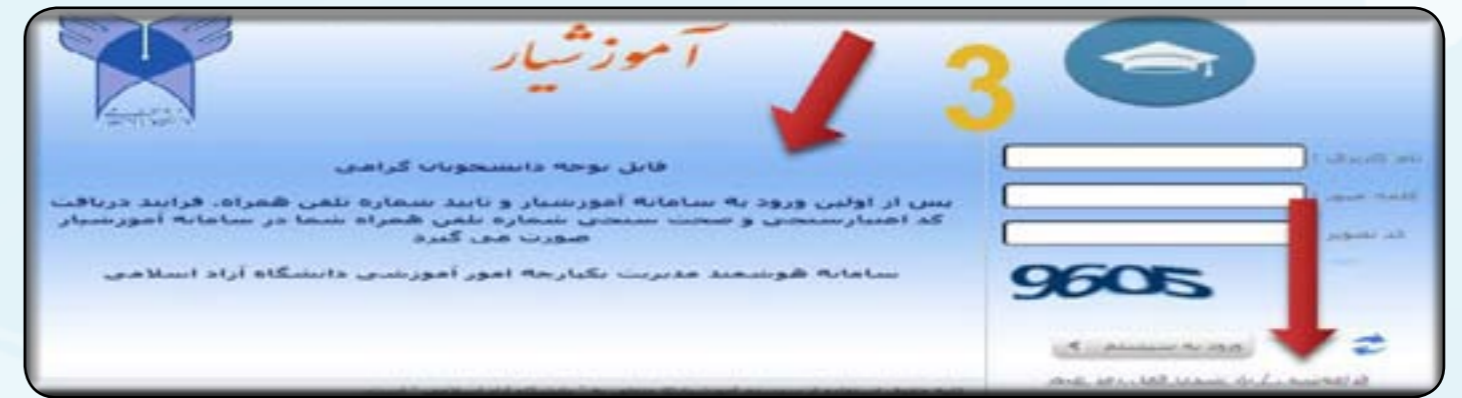 آموزشیار
3
قابل توجه دانشجویان گرامی
پس از اولین ورود به سامانه آموزشیار و تایید شماره تلفن همراه، فرایند دریافت
کد اعتبارسنجی و صحت سنجی شماره تلفن همراه شما در سامانه آموزشیار
صورت می گیرد
سامانه هوشمند مدیریت یکپارچه امور آموزشی دانشگاه آزاد اسلامی
نام کاربری :
کلمه عبور
کد تصویر
9605
ورود به سیستم >